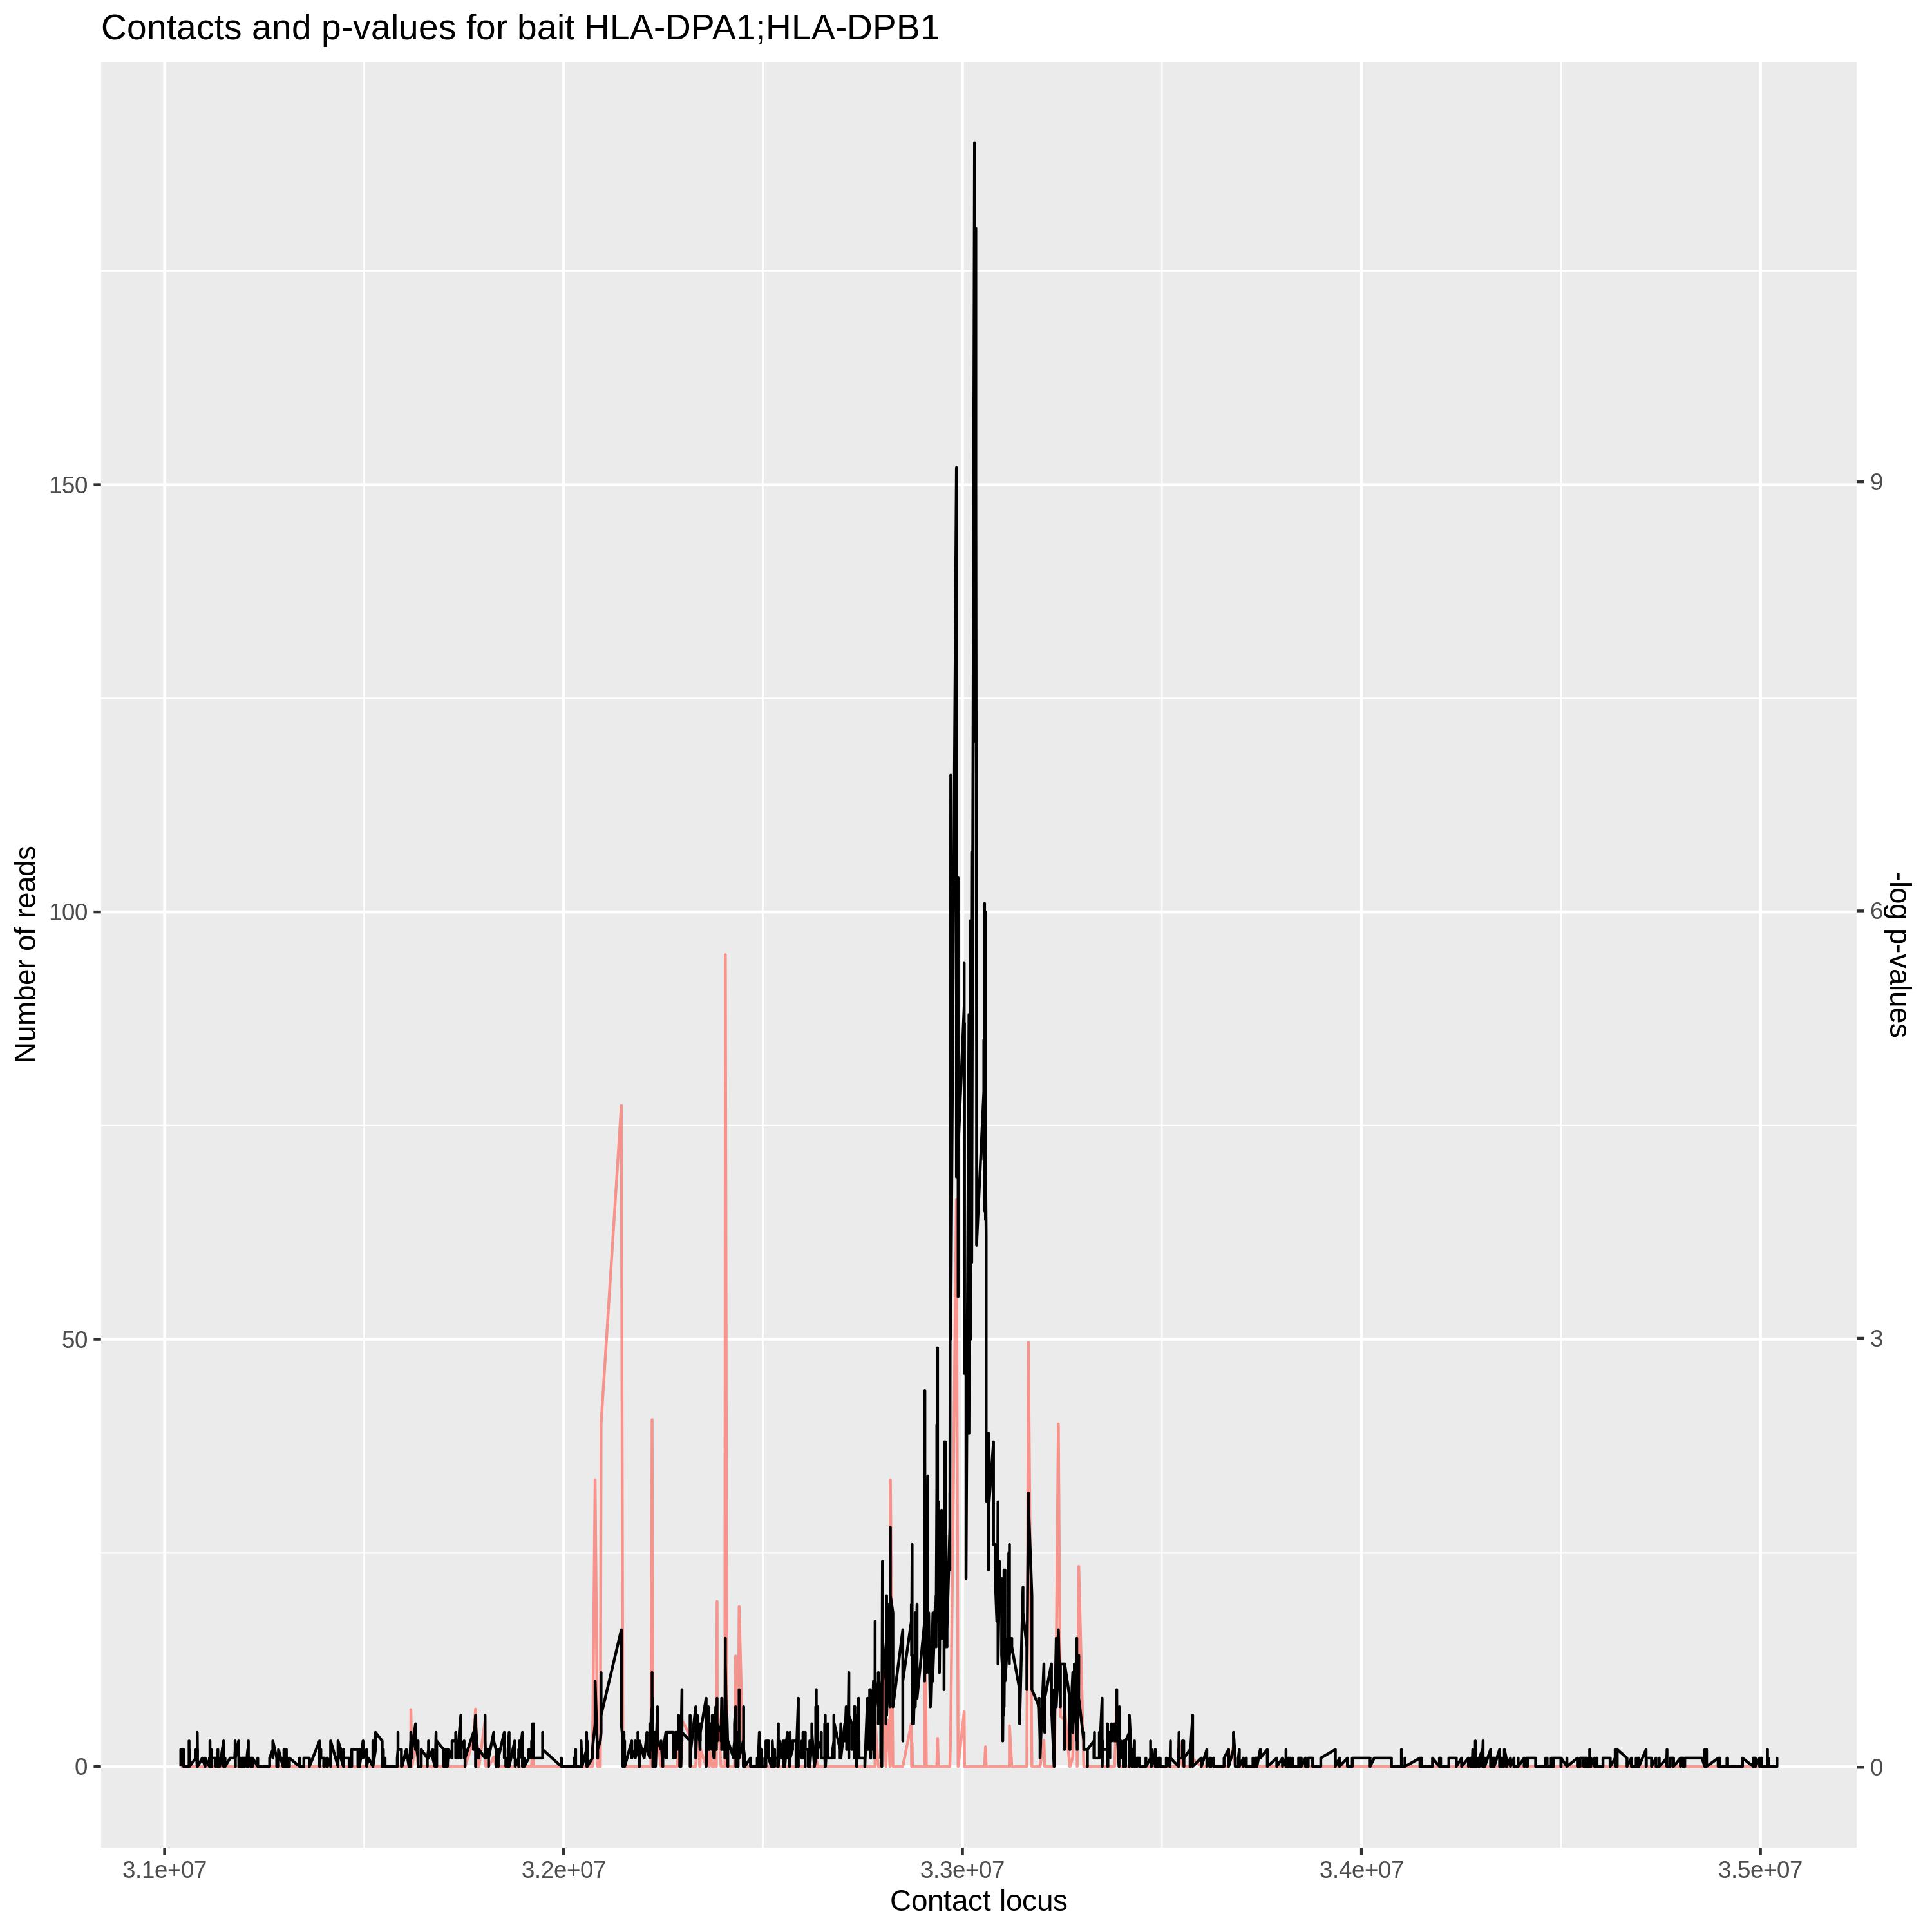 Contacts and p-values for bait HLA-DPA1;HLA-DPB1
Number of reads
150
100
50
0
9
6
3
0
-log p-values
3.1e+07 3.2e+07 3.3e+07 3.4e+07 3.5e+07
Contact locus